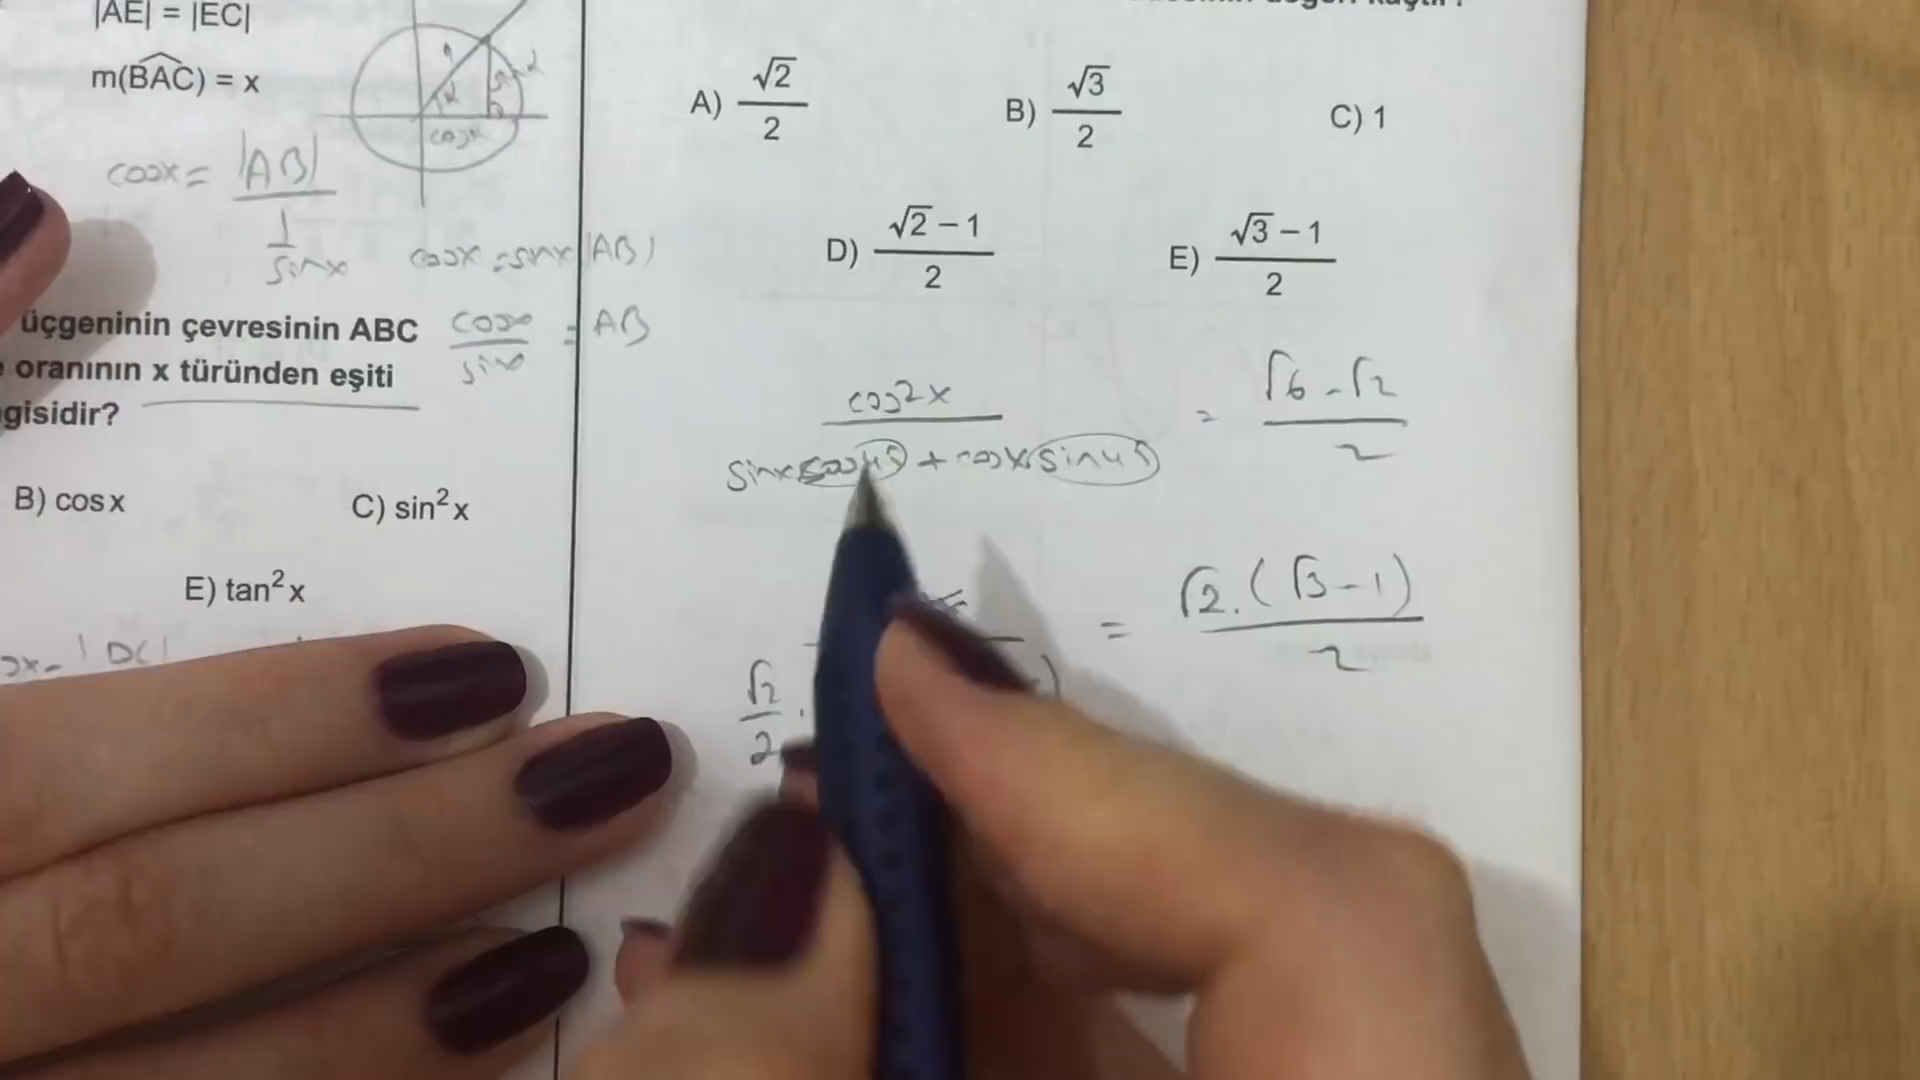 |AE| = |EC|
m(BAC) = x
cosx = |AB| / 1/sinx
cosx = sinx |AB|
üçgeninin çevresinin ABC
cosx / sinx = AB
oranının x türünden eşiti
gisidir?
B) cos x
C) sin²x
E) tan²x
|DC|
A) √2/2
B) √3/2
C) 1
D) (√2 – 1)/2
E) (√3 – 1)/2
cos2x / (sinx cos45 + cosx sin45) = (√6 - √2)/2
√2/2 .
= √2.(√3 - 1)/2